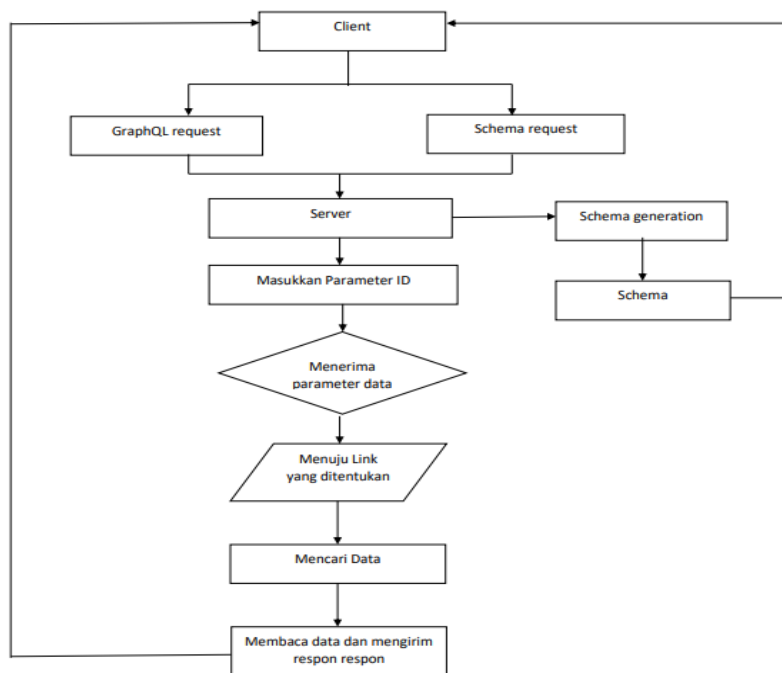 Client
GraphQL request
Schema request
Server
Schema generation
Masukkan Parameter ID
Schema
Menerima
parameter data
Menuju Link
yang ditentukan
Mencari Data
Membaca data dan mengirim
respon respon